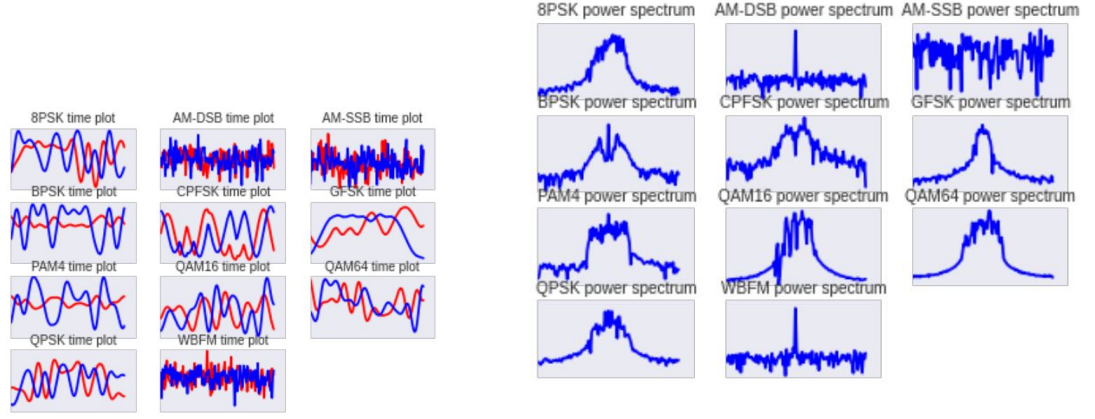 8PSK time plot
AM-DSB time plot
AM-SSB time plot
BPSK time plot
CPFSK time plot
GFSK time plot
PAM4 time plot
QAM16 time plot
QAM64 time plot
QPSK time plot
WBFM time plot
8PSK power spectrum
AM-DSB power spectrum
AM-SSB power spectrum
BPSK power spectrum
CPFSK power spectrum
GFSK power spectrum
PAM4 power spectrum
QAM16 power spectrum
QAM64 power spectrum
QPSK power spectrum
WBFM power spectrum